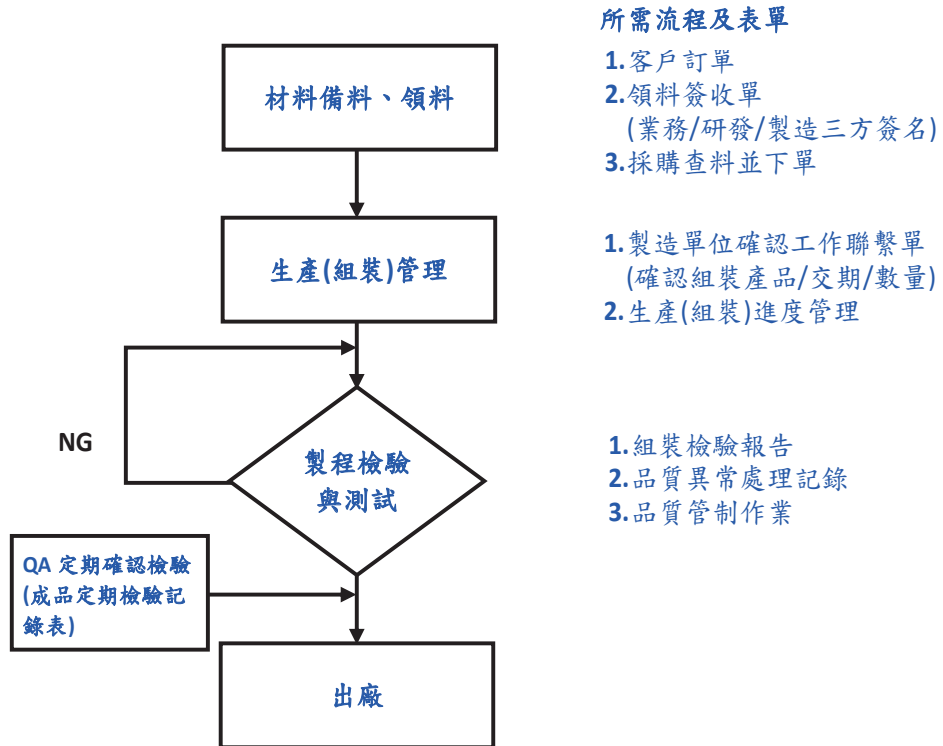 所需流程及表單
材料備料、領料
1.客戶訂單
2.領料簽收單
(業務/研發/製造三方簽名)
3.採購查料並下單
生產(組裝)管理
1.製造單位確認工作聯繫單
(確認組裝產品/交期/數量)
2.生產(組裝)進度管理
NG
製程檢驗
與測試
1.組裝檢驗報告
2.品質異常處理記錄
3.品質管制作業
QA 定期確認檢驗
(成品定期檢驗記
錄表)
出廠